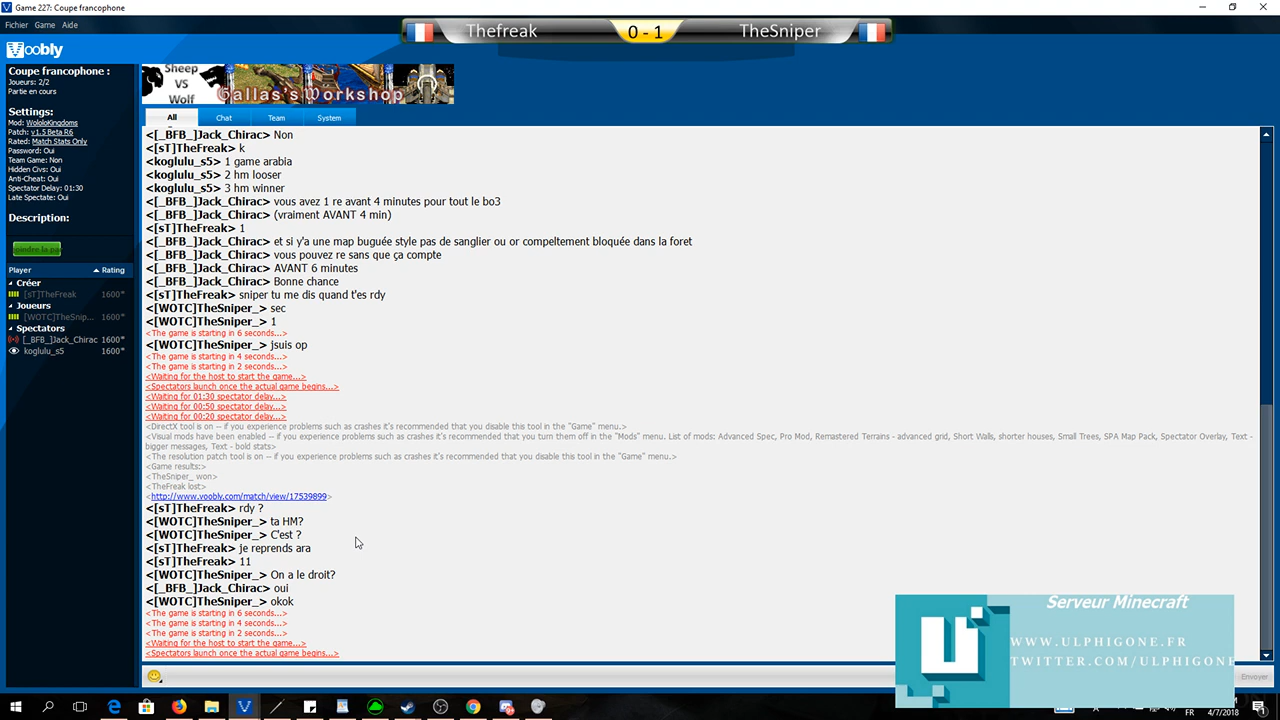 Game 227: Coupe francophone
Fichier Game Aide
Thefreak 0 - 1 TheSniper
Voobly
Coupe francophone :
Joueurs: 2/2
Partie en cours
Settings:
Mod: WololoKingdoms
Patch: v1.5 Beta R6
Rated: Match Stats Only
Password: Oui
Team Game: Non
Hidden Civs: Oui
Anti-Cheat: Oui
Spectator Delay: 01:30
Late Spectate: Oui
Description:
Player Rating
Créer
[sT]TheFreak 1600*
Joueurs
[WOTC]TheSnip... 1600*
Spectators
[_BFB_]Jack_Chirac 1600*
koglulu_s5 1600*
Sheep
VS
Wolf
Gallas's Workshop
All Chat Team System
<[_BFB_]Jack_Chirac> Non
<[sT]TheFreak> k
<koglulu_s5> 1 game arabia
<koglulu_s5> 2 hm looser
<koglulu_s5> 3 hm winner
<[_BFB_]Jack_Chirac> vous avez 1 re avant 4 minutes pour tout le bo3
<[_BFB_]Jack_Chirac> (vraiment AVANT 4 min)
<[sT]TheFreak> 1
<[_BFB_]Jack_Chirac> et si y'a une map buguée style pas de sanglier ou or compeltement bloquée dans la foret
<[_BFB_]Jack_Chirac> vous pouvez re sans que ça compte
<[_BFB_]Jack_Chirac> AVANT 6 minutes
<[_BFB_]Jack_Chirac> Bonne chance
<[sT]TheFreak> sniper tu me dis quand t'es rdy
<[WOTC]TheSniper_> sec
<[WOTC]TheSniper_> 1
<The game is starting in 6 seconds...>
<[WOTC]TheSniper_> jsuis op
<The game is starting in 4 seconds...>
<The game is starting in 2 seconds...>
<Waiting for the host to start the game...>
<Spectators launch once the actual game begins...>
<Waiting for 01:30 spectator delay...>
<Waiting for 00:50 spectator delay...>
<Waiting for 00:20 spectator delay...>
<DirectX tool is on -- if you experience problems such as crashes it's recommended that you disable this tool in the "Game" menu.>
<Visual mods have been enabled -- if you experience problems such as crashes it's recommended that you turn them off in the "Mods" menu. List of mods: Advanced Spec, Pro Mod, Remastered Terrains - advanced grid, Short Walls, shorter houses, Small Trees, SPA Map Pack, Spectator Overlay, Text -
bigger messages, Text - bold stats>
<The resolution patch tool is on -- if you experience problems such as crashes it's recommended that you disable this tool in the "Game" menu.>
<Game results:>
<TheSniper_ won>
<TheFreak lost>
<http://www.voobly.com/match/view/17539899>
<[sT]TheFreak> rdy ?
<[WOTC]TheSniper_> ta HM?
<[WOTC]TheSniper_> C'est ?
<[sT]TheFreak> je reprends ara
<[sT]TheFreak> 11
<[WOTC]TheSniper_> On a le droit?
<[_BFB_]Jack_Chirac> oui
<[WOTC]TheSniper_> okok
<The game is starting in 6 seconds...>
<The game is starting in 4 seconds...>
<The game is starting in 2 seconds...>
<Waiting for the host to start the game...>
<Spectators launch once the actual game begins...>
Serveur Minecraft
WWW.ULPHIGONE.FR
TWITTER.COM/ULPHIGONE
Envoyer
FR
4/7/2018